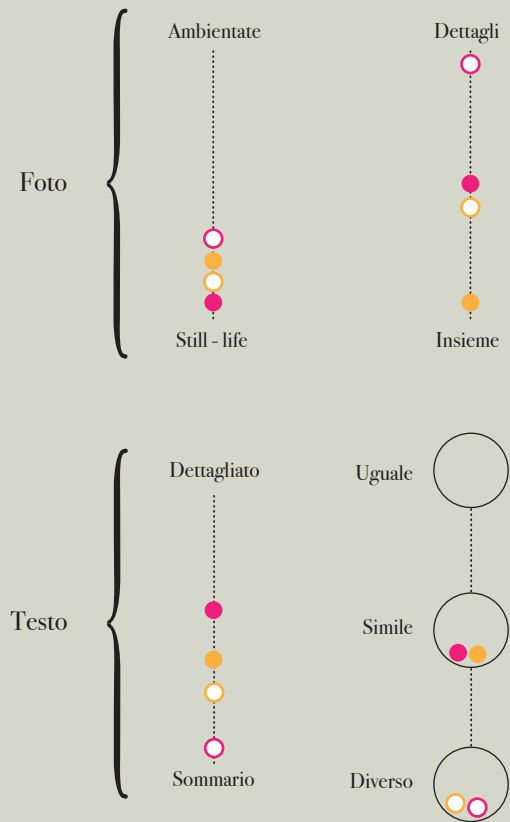 Ambientate
Dettagli
Foto
Still - life
Insieme
Dettagliato
Uguale
Testo
Simile
Sommario
Diverso